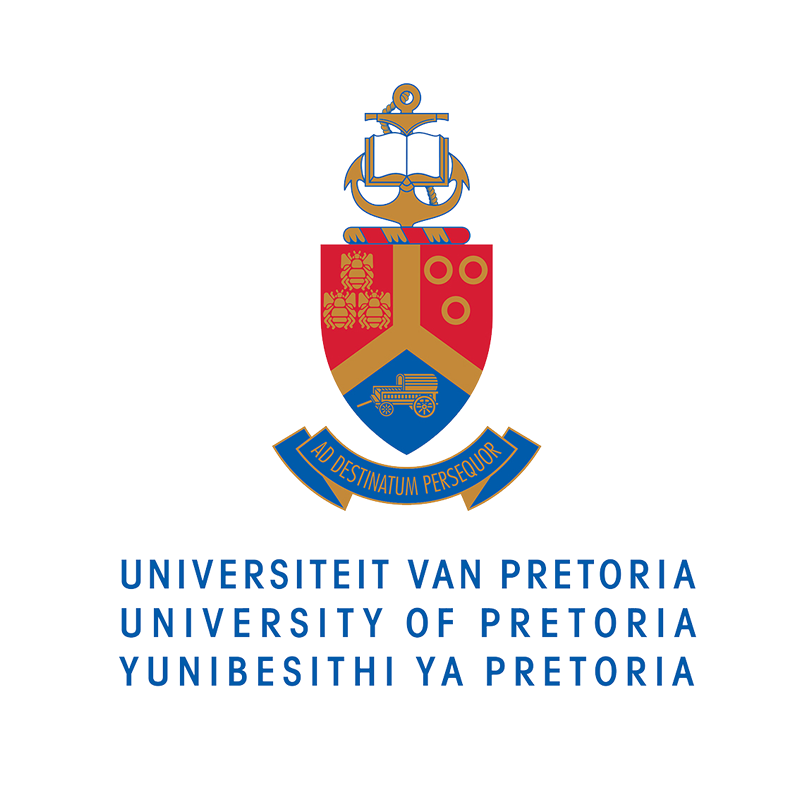 AD DESTINATUM PERSEQUOR
UNIVERSITEIT VAN PRETORIA
UNIVERSITY OF PRETORIA
YUNIBESITHI YA PRETORIA